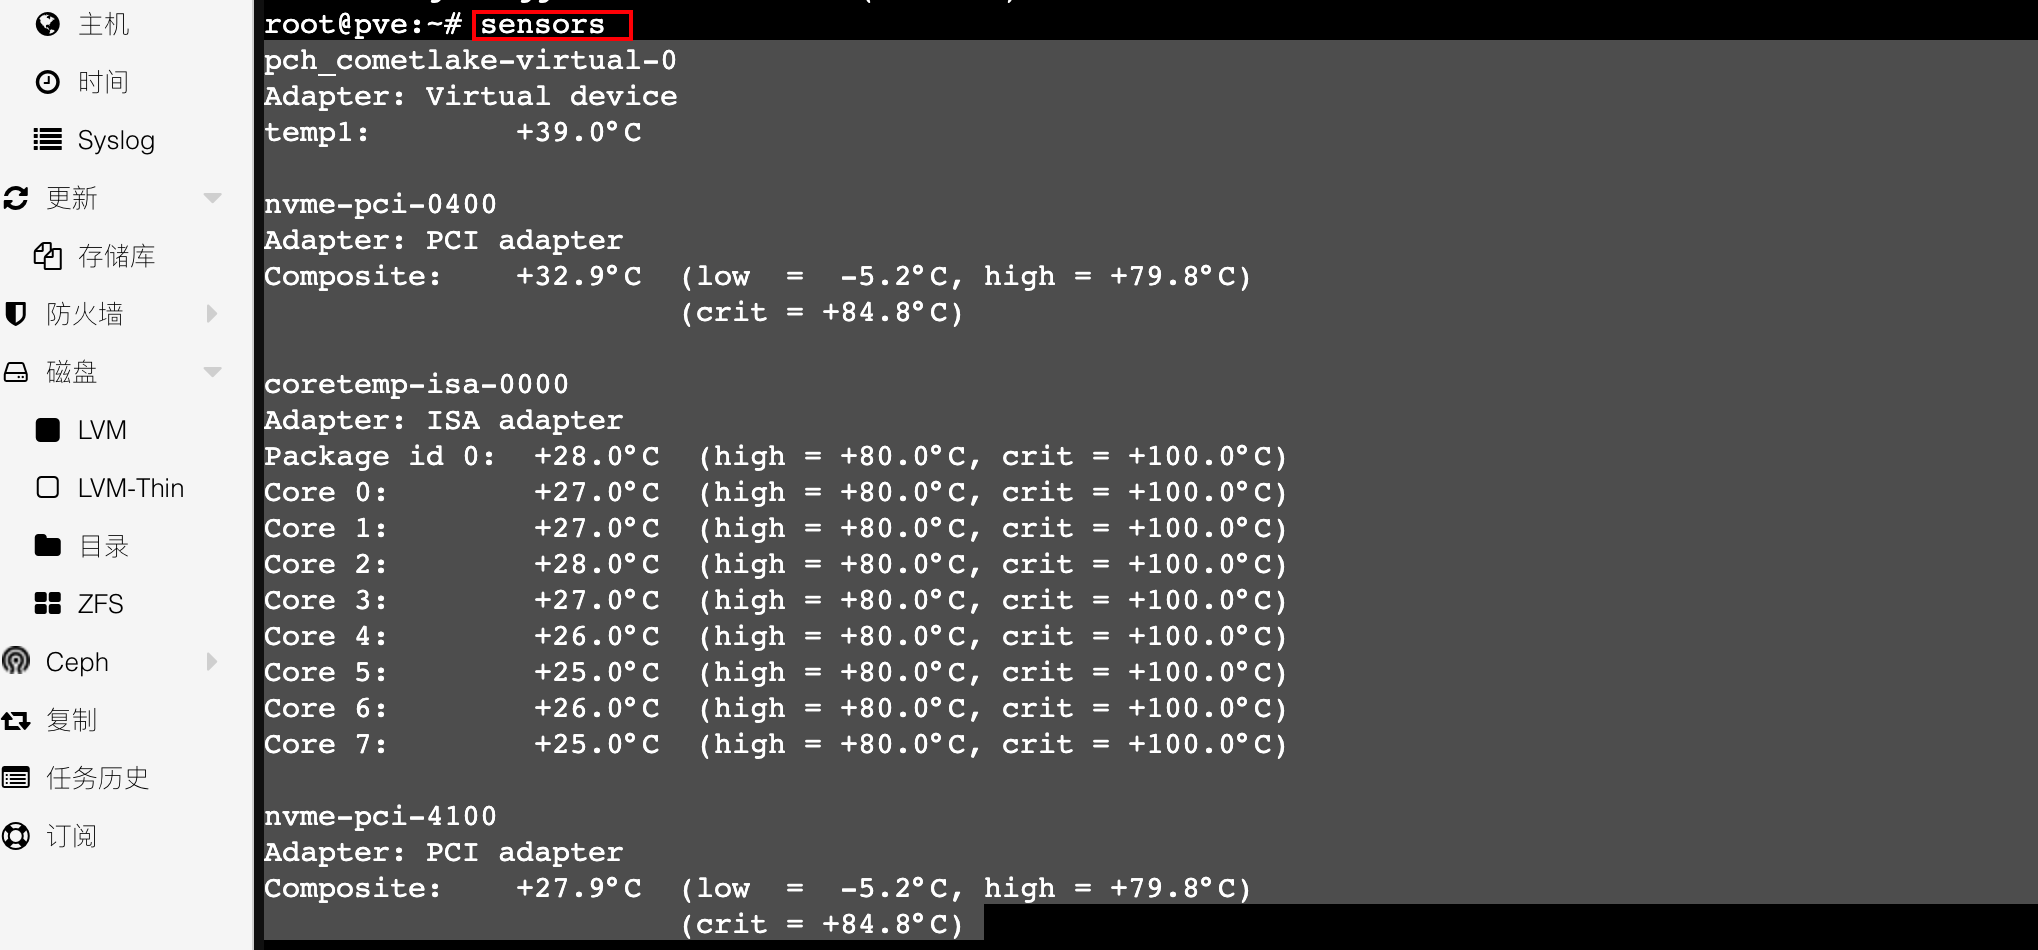 主机
时间
Syslog
更新
存储库
防火墙
磁盘
LVM
LVM-Thin
目录
ZFS
Ceph
复制
任务历史
订阅
root@pve:~# sensors
pch_cometlake-virtual-0
Adapter: Virtual device
temp1:        +39.0°C
nvme-pci-0400
Adapter: PCI adapter
Composite:    +32.9°C  (low  =  -5.2°C, high = +79.8°C)
(crit = +84.8°C)
coretemp-isa-0000
Adapter: ISA adapter
Package id 0:  +28.0°C  (high = +80.0°C, crit = +100.0°C)
Core 0:        +27.0°C  (high = +80.0°C, crit = +100.0°C)
Core 1:        +27.0°C  (high = +80.0°C, crit = +100.0°C)
Core 2:        +28.0°C  (high = +80.0°C, crit = +100.0°C)
Core 3:        +27.0°C  (high = +80.0°C, crit = +100.0°C)
Core 4:        +26.0°C  (high = +80.0°C, crit = +100.0°C)
Core 5:        +25.0°C  (high = +80.0°C, crit = +100.0°C)
Core 6:        +26.0°C  (high = +80.0°C, crit = +100.0°C)
Core 7:        +25.0°C  (high = +80.0°C, crit = +100.0°C)
nvme-pci-4100
Adapter: PCI adapter
Composite:    +27.9°C  (low  =  -5.2°C, high = +79.8°C)
(crit = +84.8°C)